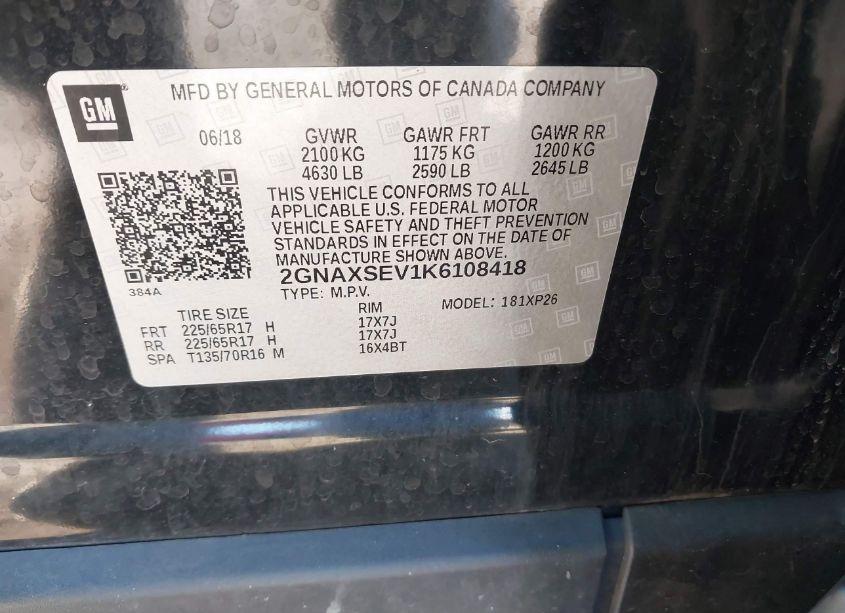 GM
MFD BY GENERAL MOTORS OF CANADA COMPANY
06/18 GVWR GAWR FRT GAWR RR
2100 KG 1175 KG 1200 KG
4630 LB 2590 LB 2645 LB
THIS VEHICLE CONFORMS TO ALL
APPLICABLE U.S. FEDERAL MOTOR
VEHICLE SAFETY AND THEFT PREVENTION
STANDARDS IN EFFECT ON THE DATE OF
MANUFACTURE SHOWN ABOVE.
2GNAXSEV1K6108418
384A
TYPE: M.P.V. MODEL: 181XP26
TIRE SIZE RIM
FRT 225/65R17 H 17X7J
RR 225/65R17 H 17X7J
SPA T135/70R16 M 16X4BT